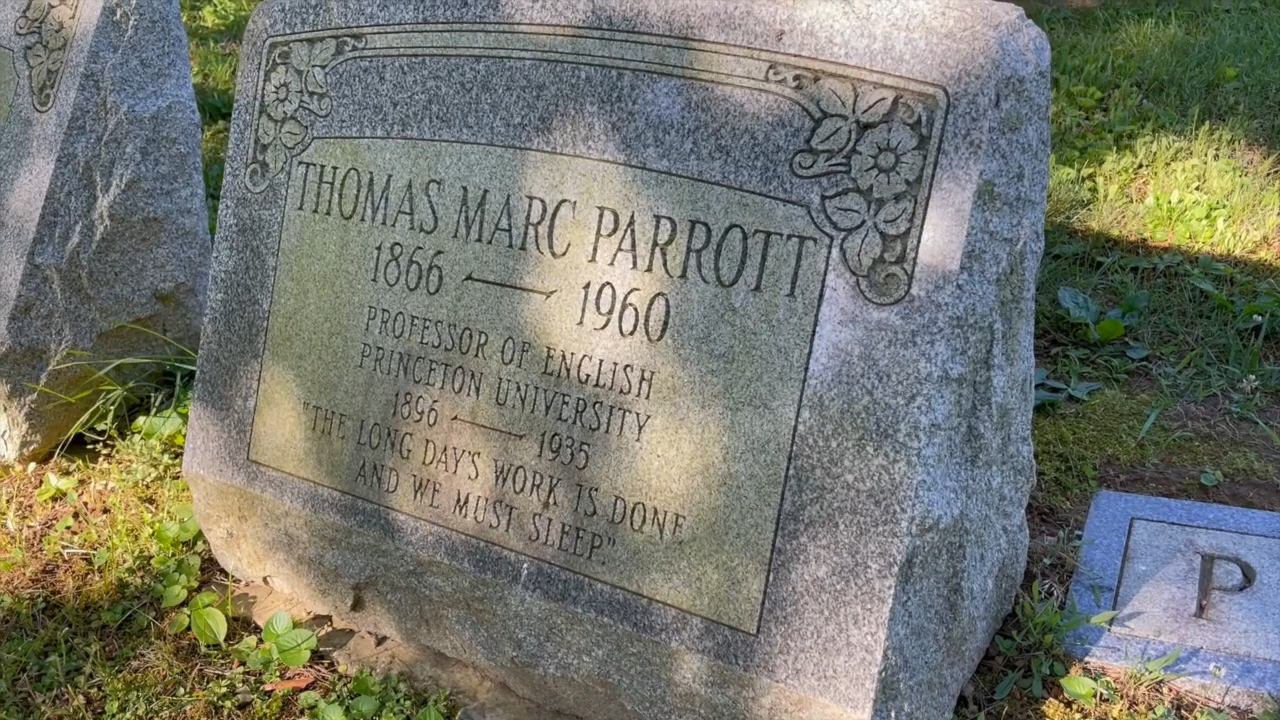 THOMAS MARC PARROTT
1866 — 1960
PROFESSOR OF ENGLISH
PRINCETON UNIVERSITY
1896 — 1935
"THE LONG DAY'S WORK IS DONE
AND WE MUST SLEEP"
P